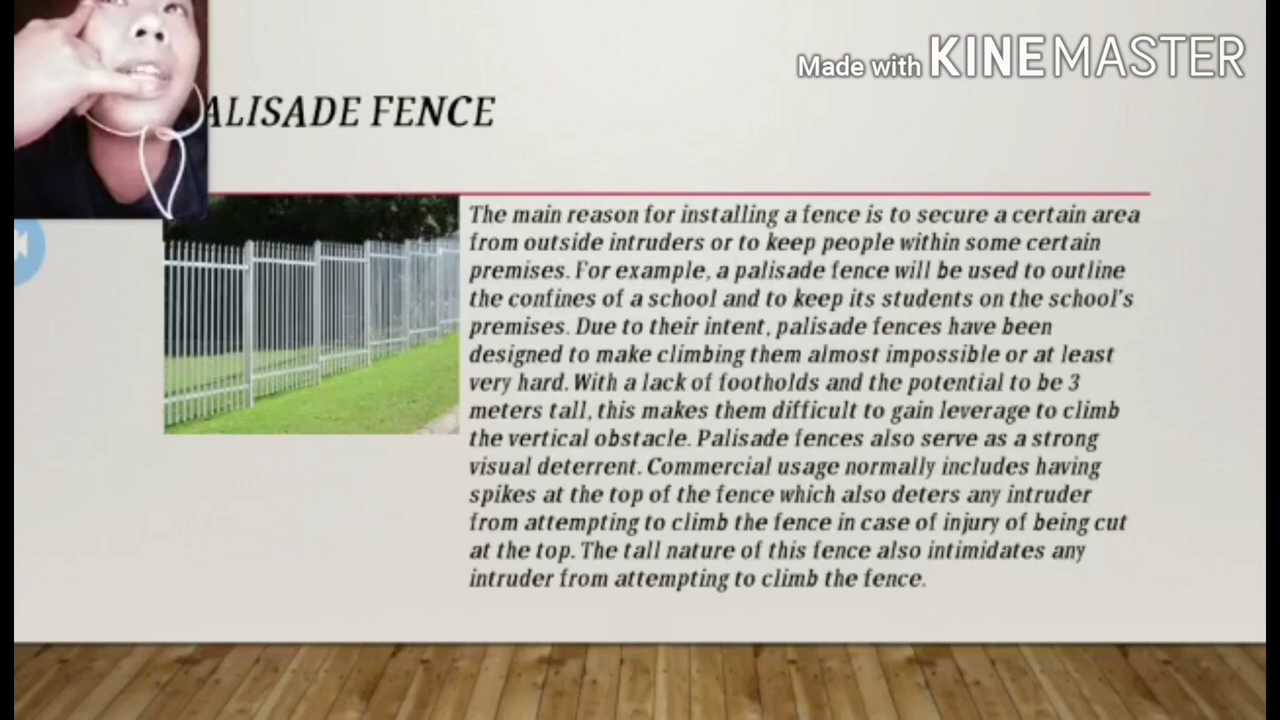 Made with KINEMASTER
ALISADE FENCE
The main reason for installing a fence is to secure a certain area
from outside intruders or to keep people within some certain
premises. For example, a palisade fence will be used to outline
the confines of a school and to keep its students on the school's
premises. Due to their intent, palisade fences have been
designed to make climbing them almost impossible or at least
very hard. With a lack of footholds and the potential to be 3
meters tall, this makes them difficult to gain leverage to climb
the vertical obstacle. Palisade fences also serve as a strong
visual deterrent. Commercial usage normally includes having
spikes at the top of the fence which also deters any intruder
from attempting to climb the fence in case of injury of being cut
at the top. The tall nature of this fence also intimidates any
intruder from attempting to climb the fence.